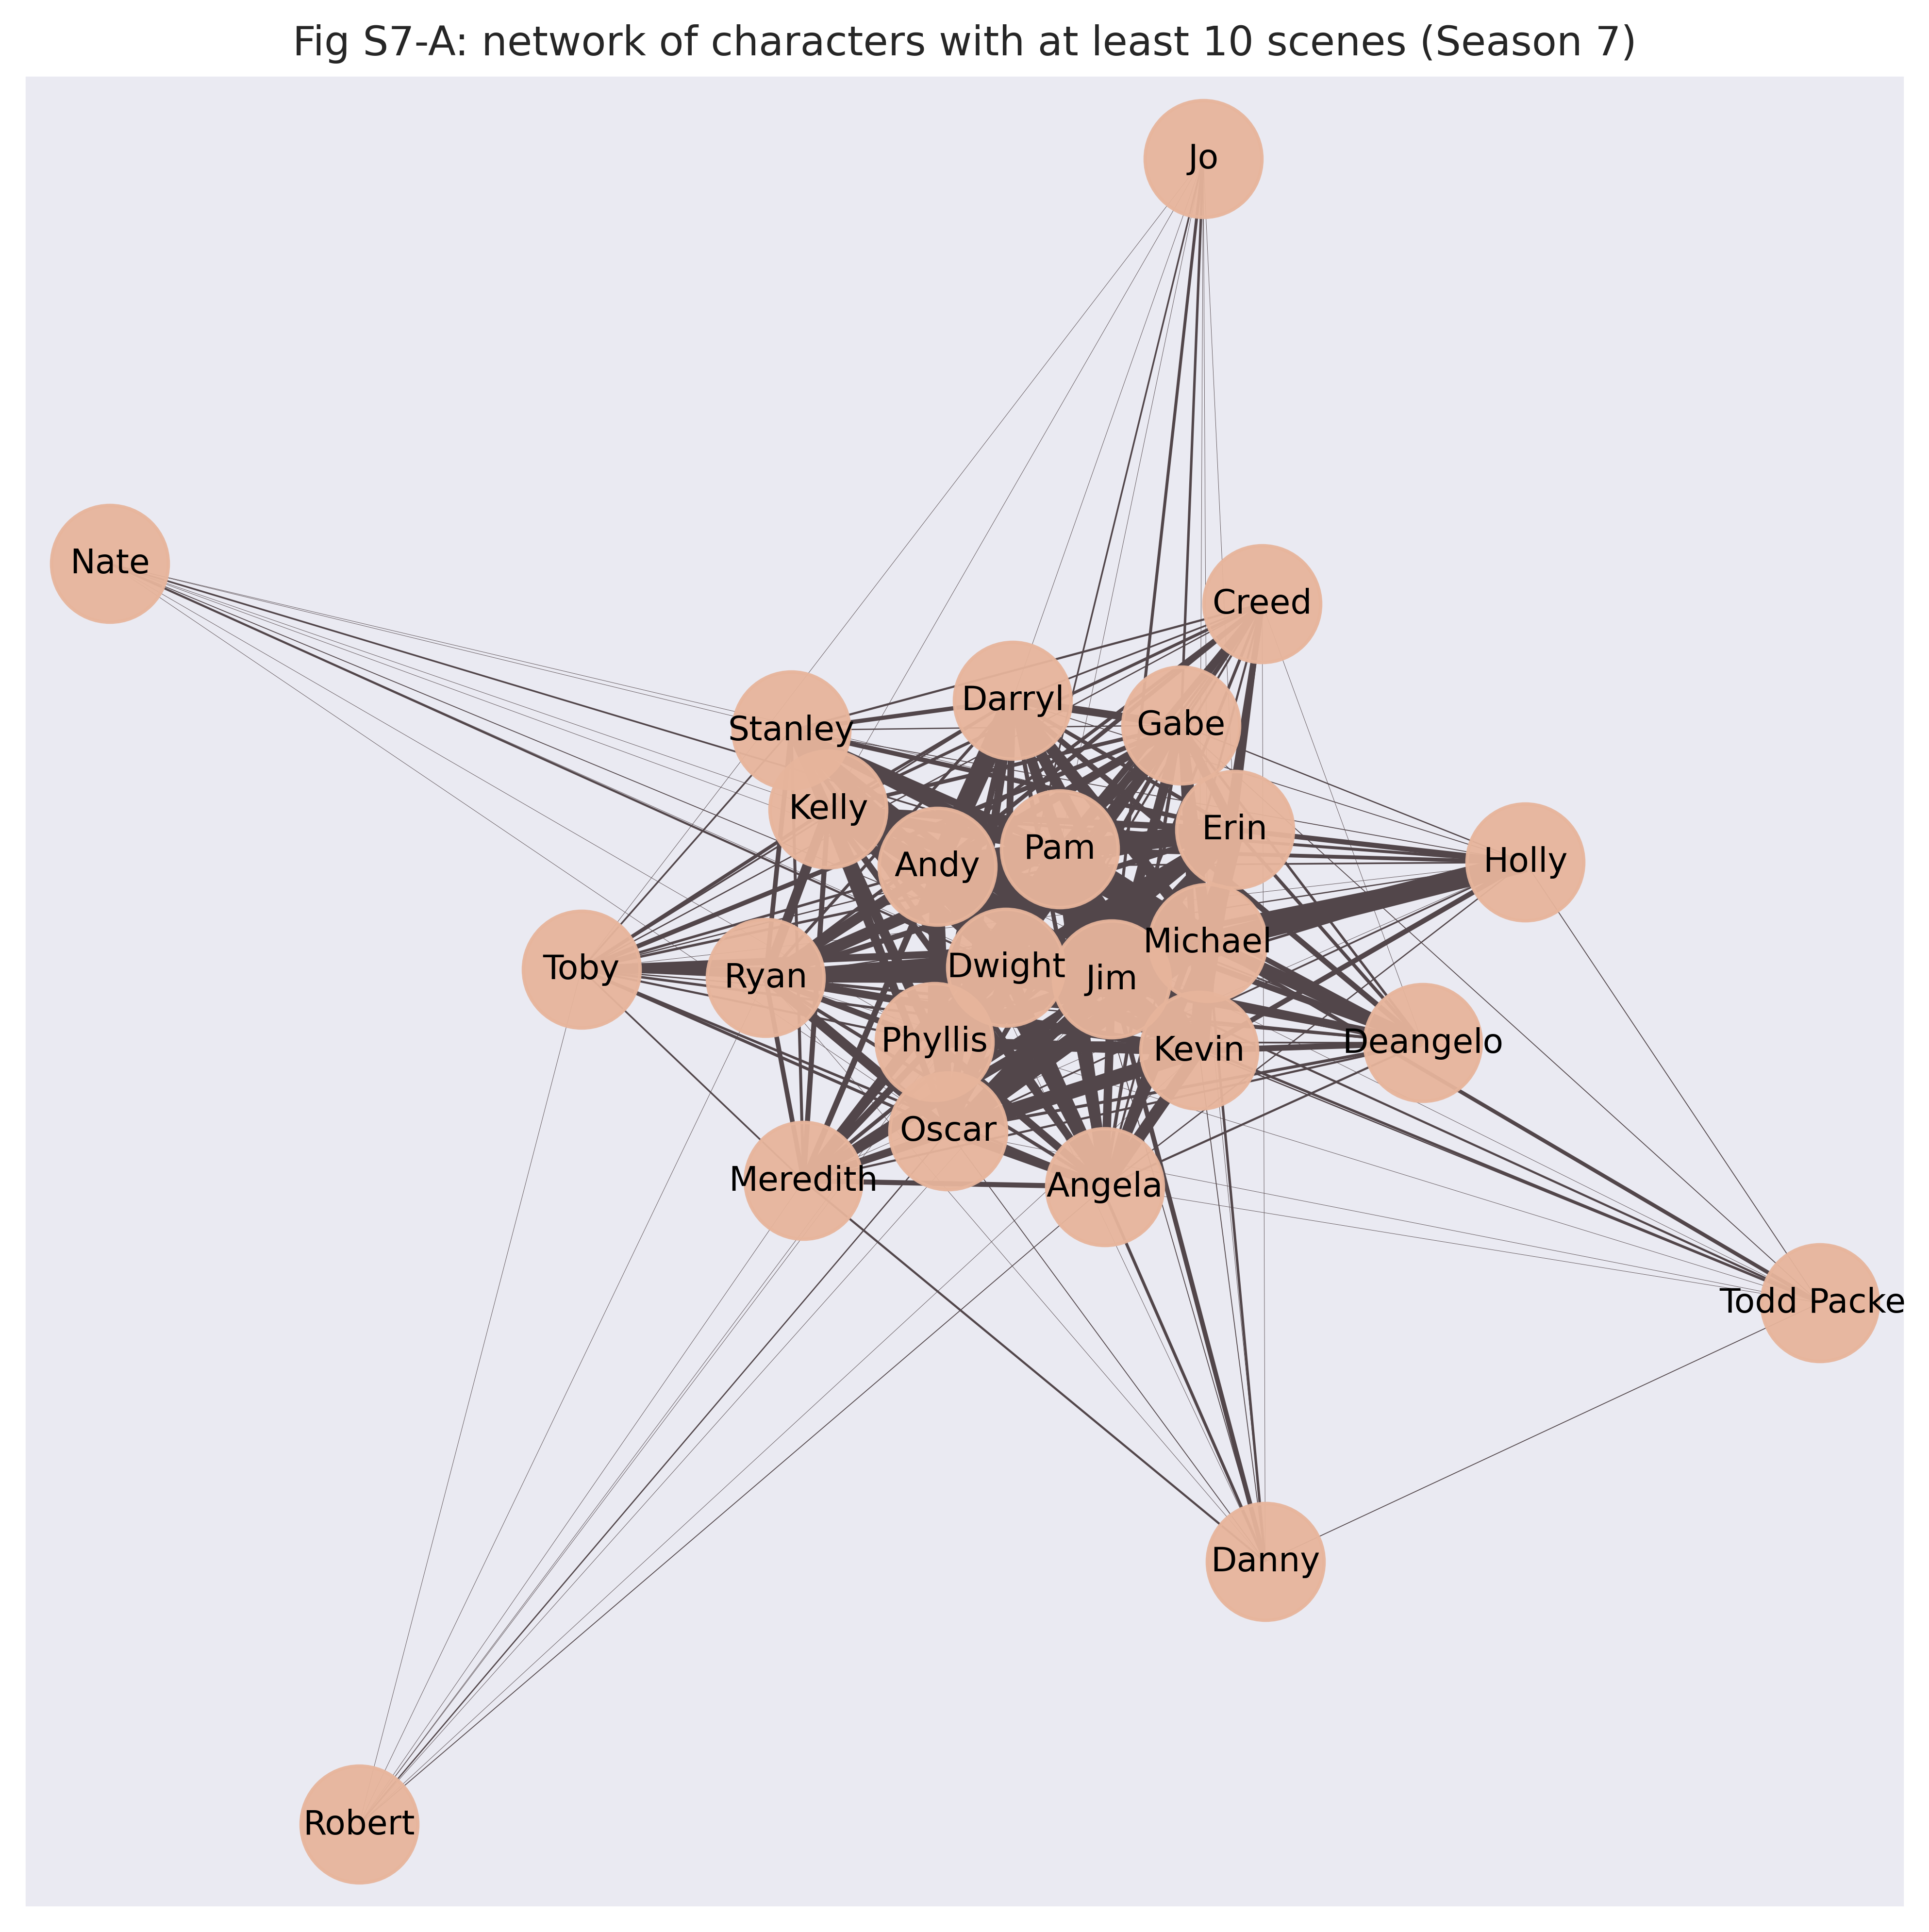 Fig S7-A: network of characters with at least 10 scenes (Season 7)
Jo
Nate
Creed
Darryl
Gabe
Stanley
Kelly
Erin
Pam
Andy
Holly
Michael
Toby
Ryan
Dwight
Jim
Phyllis
Kevin
Deangelo
Oscar
Meredith
Angela
Todd Packe
Danny
Robert